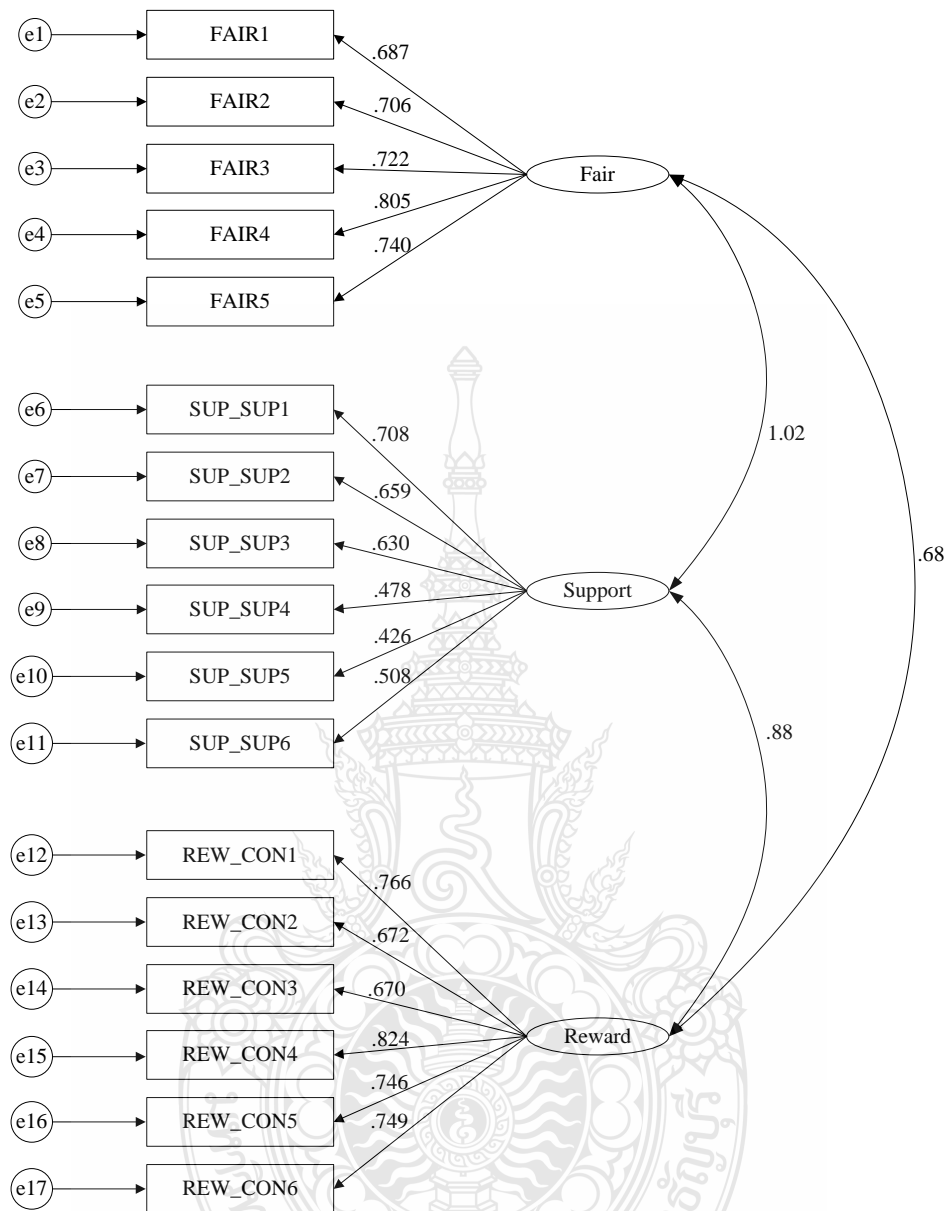 e1 FAIR1
.687
e2 FAIR2
.706
e3 FAIR3
.722
Fair
e4 FAIR4
.805
e5 FAIR5
.740
e6 SUP_SUP1
.708
1.02
e7 SUP_SUP2
.659
e8 SUP_SUP3
.630
.68
e9 SUP_SUP4
.478
Support
e10 SUP_SUP5
.426
e11 SUP_SUP6
.508
.88
e12 REW_CON1
.766
e13 REW_CON2
.672
e14 REW_CON3
.670
e15 REW_CON4
.824
Reward
e16 REW_CON5
.746
e17 REW_CON6
.749